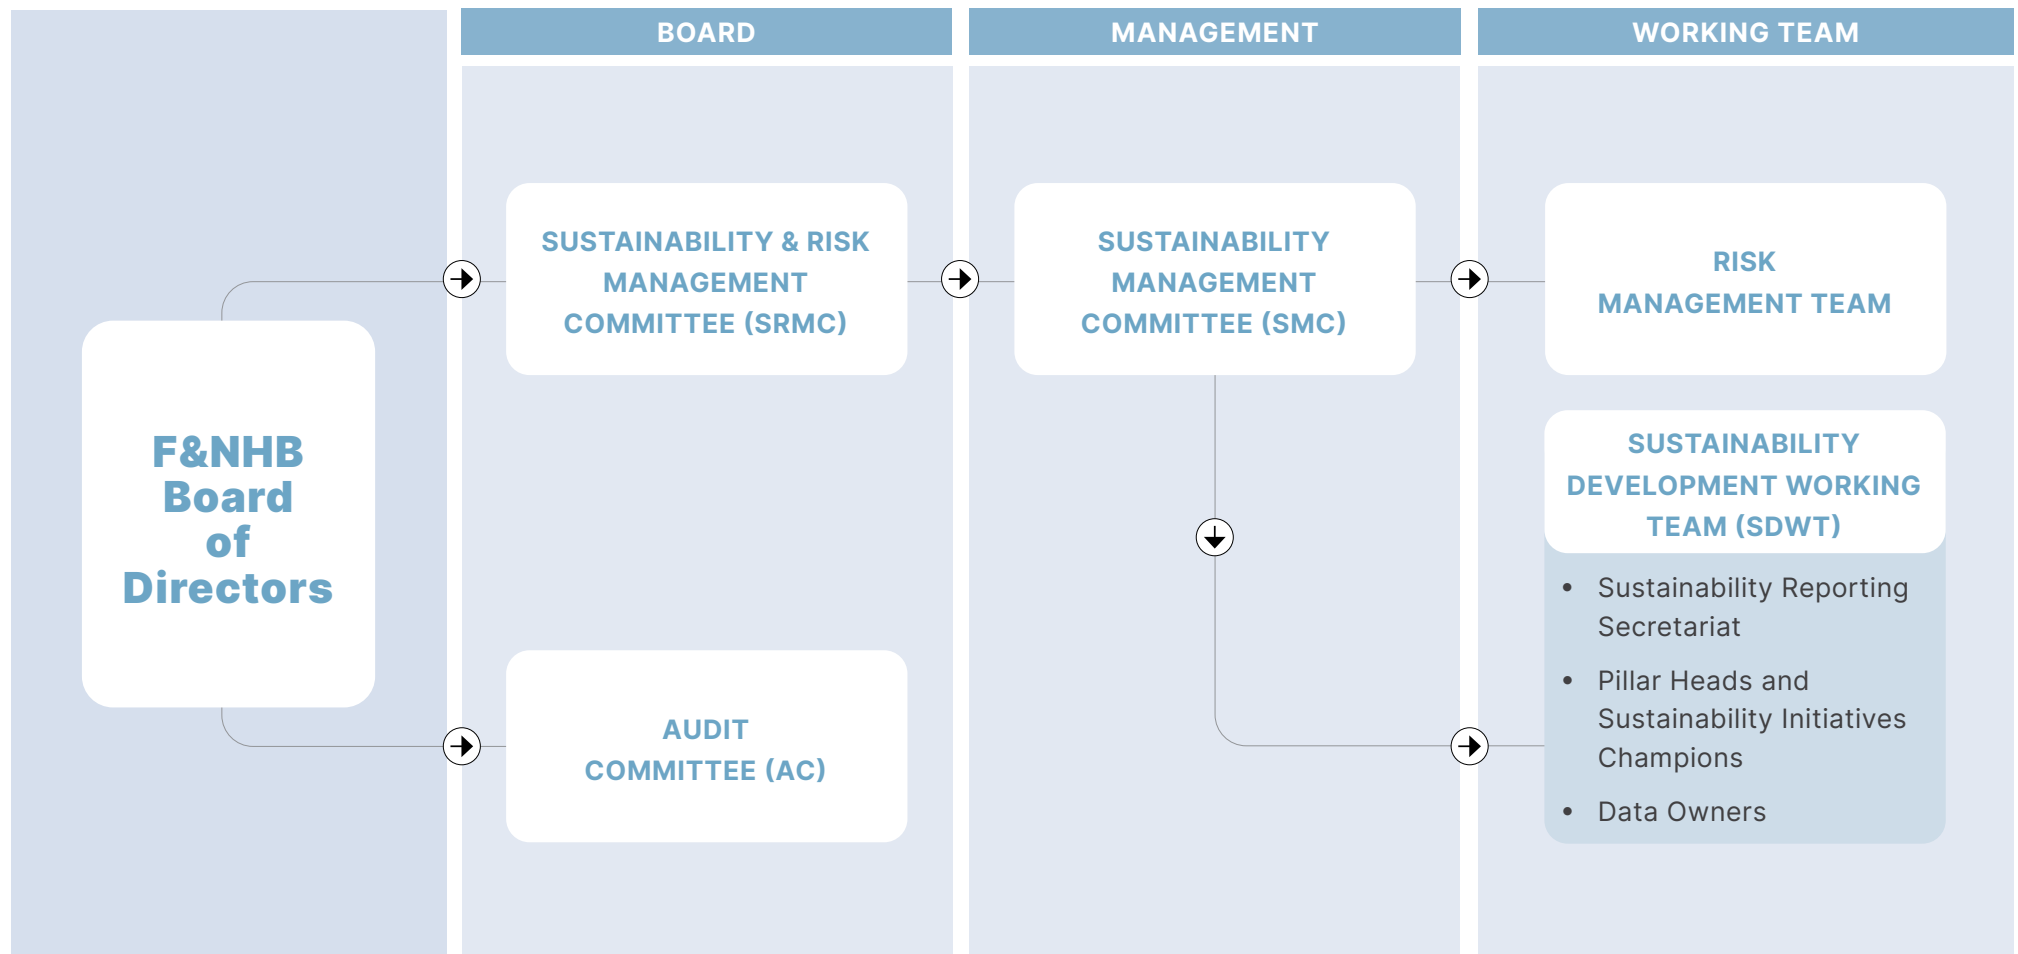 BOARD
MANAGEMENT
WORKING TEAM
F&NHB
Board
of
Directors
SUSTAINABILITY & RISK
MANAGEMENT
COMMITTEE (SRMC)
AUDIT
COMMITTEE (AC)
SUSTAINABILITY
MANAGEMENT
COMMITTEE (SMC)
RISK
MANAGEMENT TEAM
SUSTAINABILITY
DEVELOPMENT WORKING
TEAM (SDWT)
• Sustainability Reporting
Secretariat
• Pillar Heads and
Sustainability Initiatives
Champions
• Data Owners